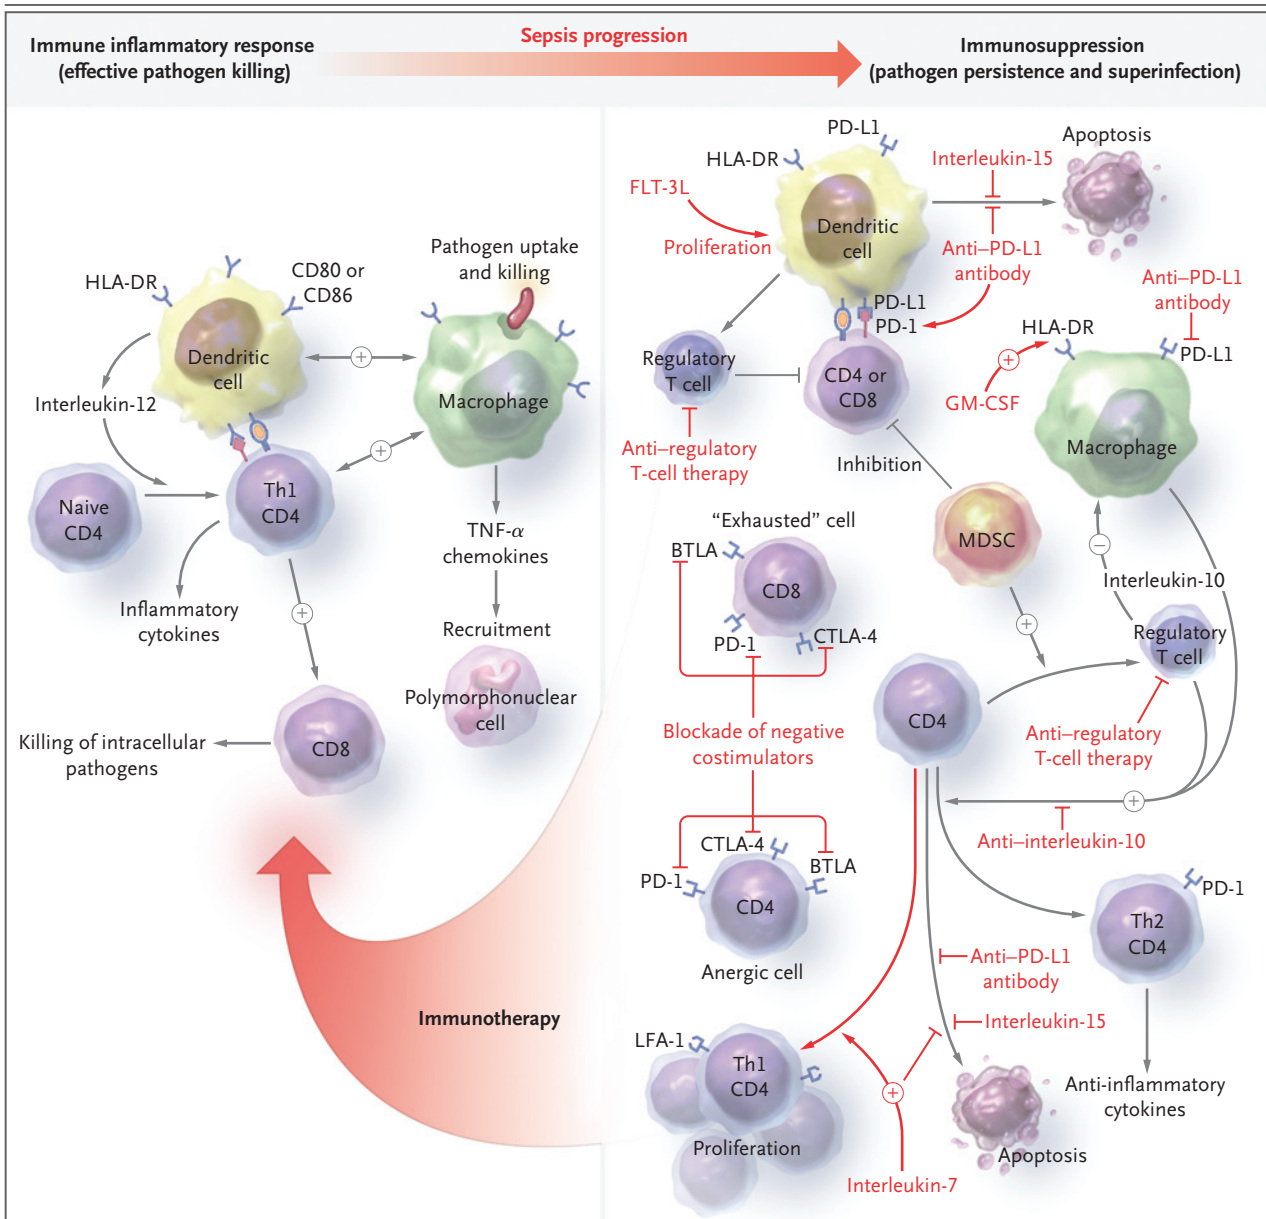 Immune inflammatory response
(effective pathogen killing)
Sepsis progression
Immunosuppression
(pathogen persistence and superinfection)
HLA-DR
CD80 or
CD86
Pathogen uptake
and killing
Dendritic
cell
+
Macrophage
Interleukin-12
+
Naive
CD4
Th1
CD4
TNF-α
chemokines
Inflammatory
cytokines
+
Recruitment
Polymorphonuclear
cell
Killing of intracellular
pathogens
CD8
Immunotherapy
PD-L1
HLA-DR
FLT-3L
Proliferation
Dendritic
cell
Interleukin-15
Apoptosis
Anti–PD-L1
antibody
PD-L1
PD-1
Regulatory
T cell
CD4 or
CD8
Anti–regulatory
T-cell therapy
Inhibition
Anti–PD-L1
antibody
HLA-DR
PD-L1
+
GM-CSF
Macrophage
MDSC
−
Interleukin-10
+
Regulatory
T cell
"Exhausted" cell
BTLA
CD8
PD-1
CTLA-4
CD4
Blockade of negative
costimulators
Anti–regulatory
T-cell therapy
+
Anti–interleukin-10
CTLA-4
PD-1
BTLA
CD4
Anergic cell
PD-1
Th2
CD4
Anti–PD-L1
antibody
Interleukin-15
LFA-1
Th1
CD4
Proliferation
+
Interleukin-7
Apoptosis
Anti-inflammatory
cytokines